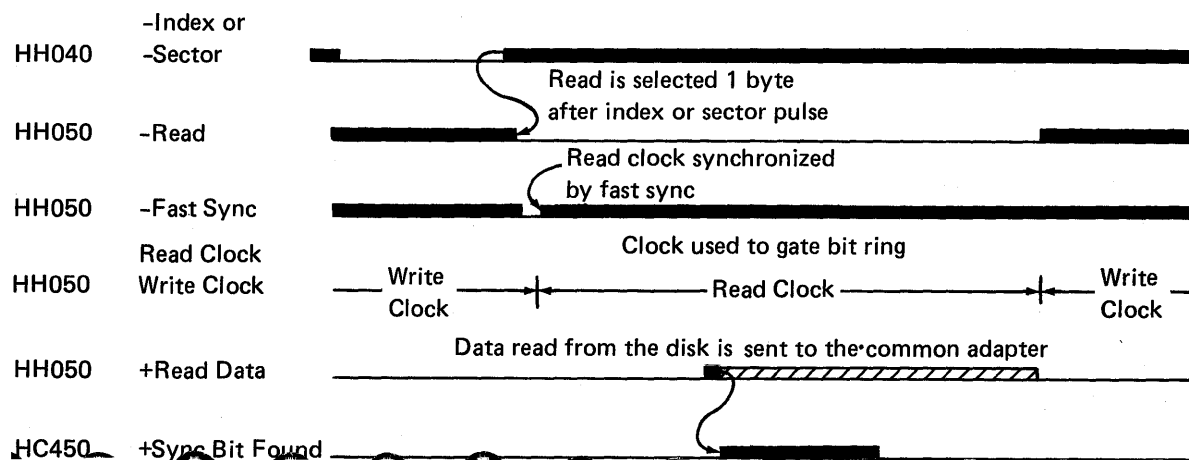 -Index or
HH040 -Sector
Read is selected 1 byte
after index or sector pulse
HH050 -Read
Read clock synchronized
by fast sync
HH050 -Fast Sync
Clock used to gate bit ring
Read Clock
HH050 Write Clock
Write
Clock
Read Clock
Write
Clock
Data read from the disk is sent to the common adapter
HH050 +Read Data
HC450 +Sync Bit Found